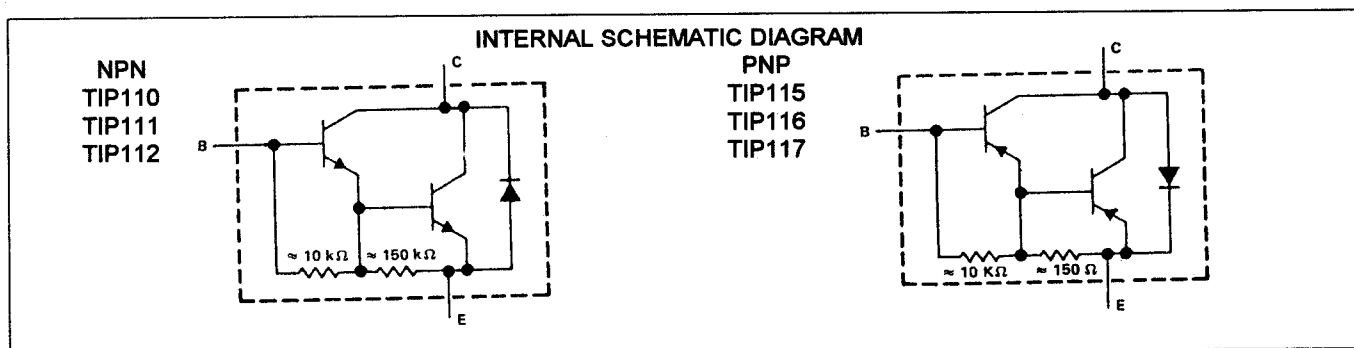 INTERNAL SCHEMATIC DIAGRAM
NPN
TIP110
TIP111
TIP112
C
B
≈ 10 kΩ
≈ 150 kΩ
E
PNP
TIP115
TIP116
TIP117
C
B
≈ 10 KΩ
≈ 150 Ω
E